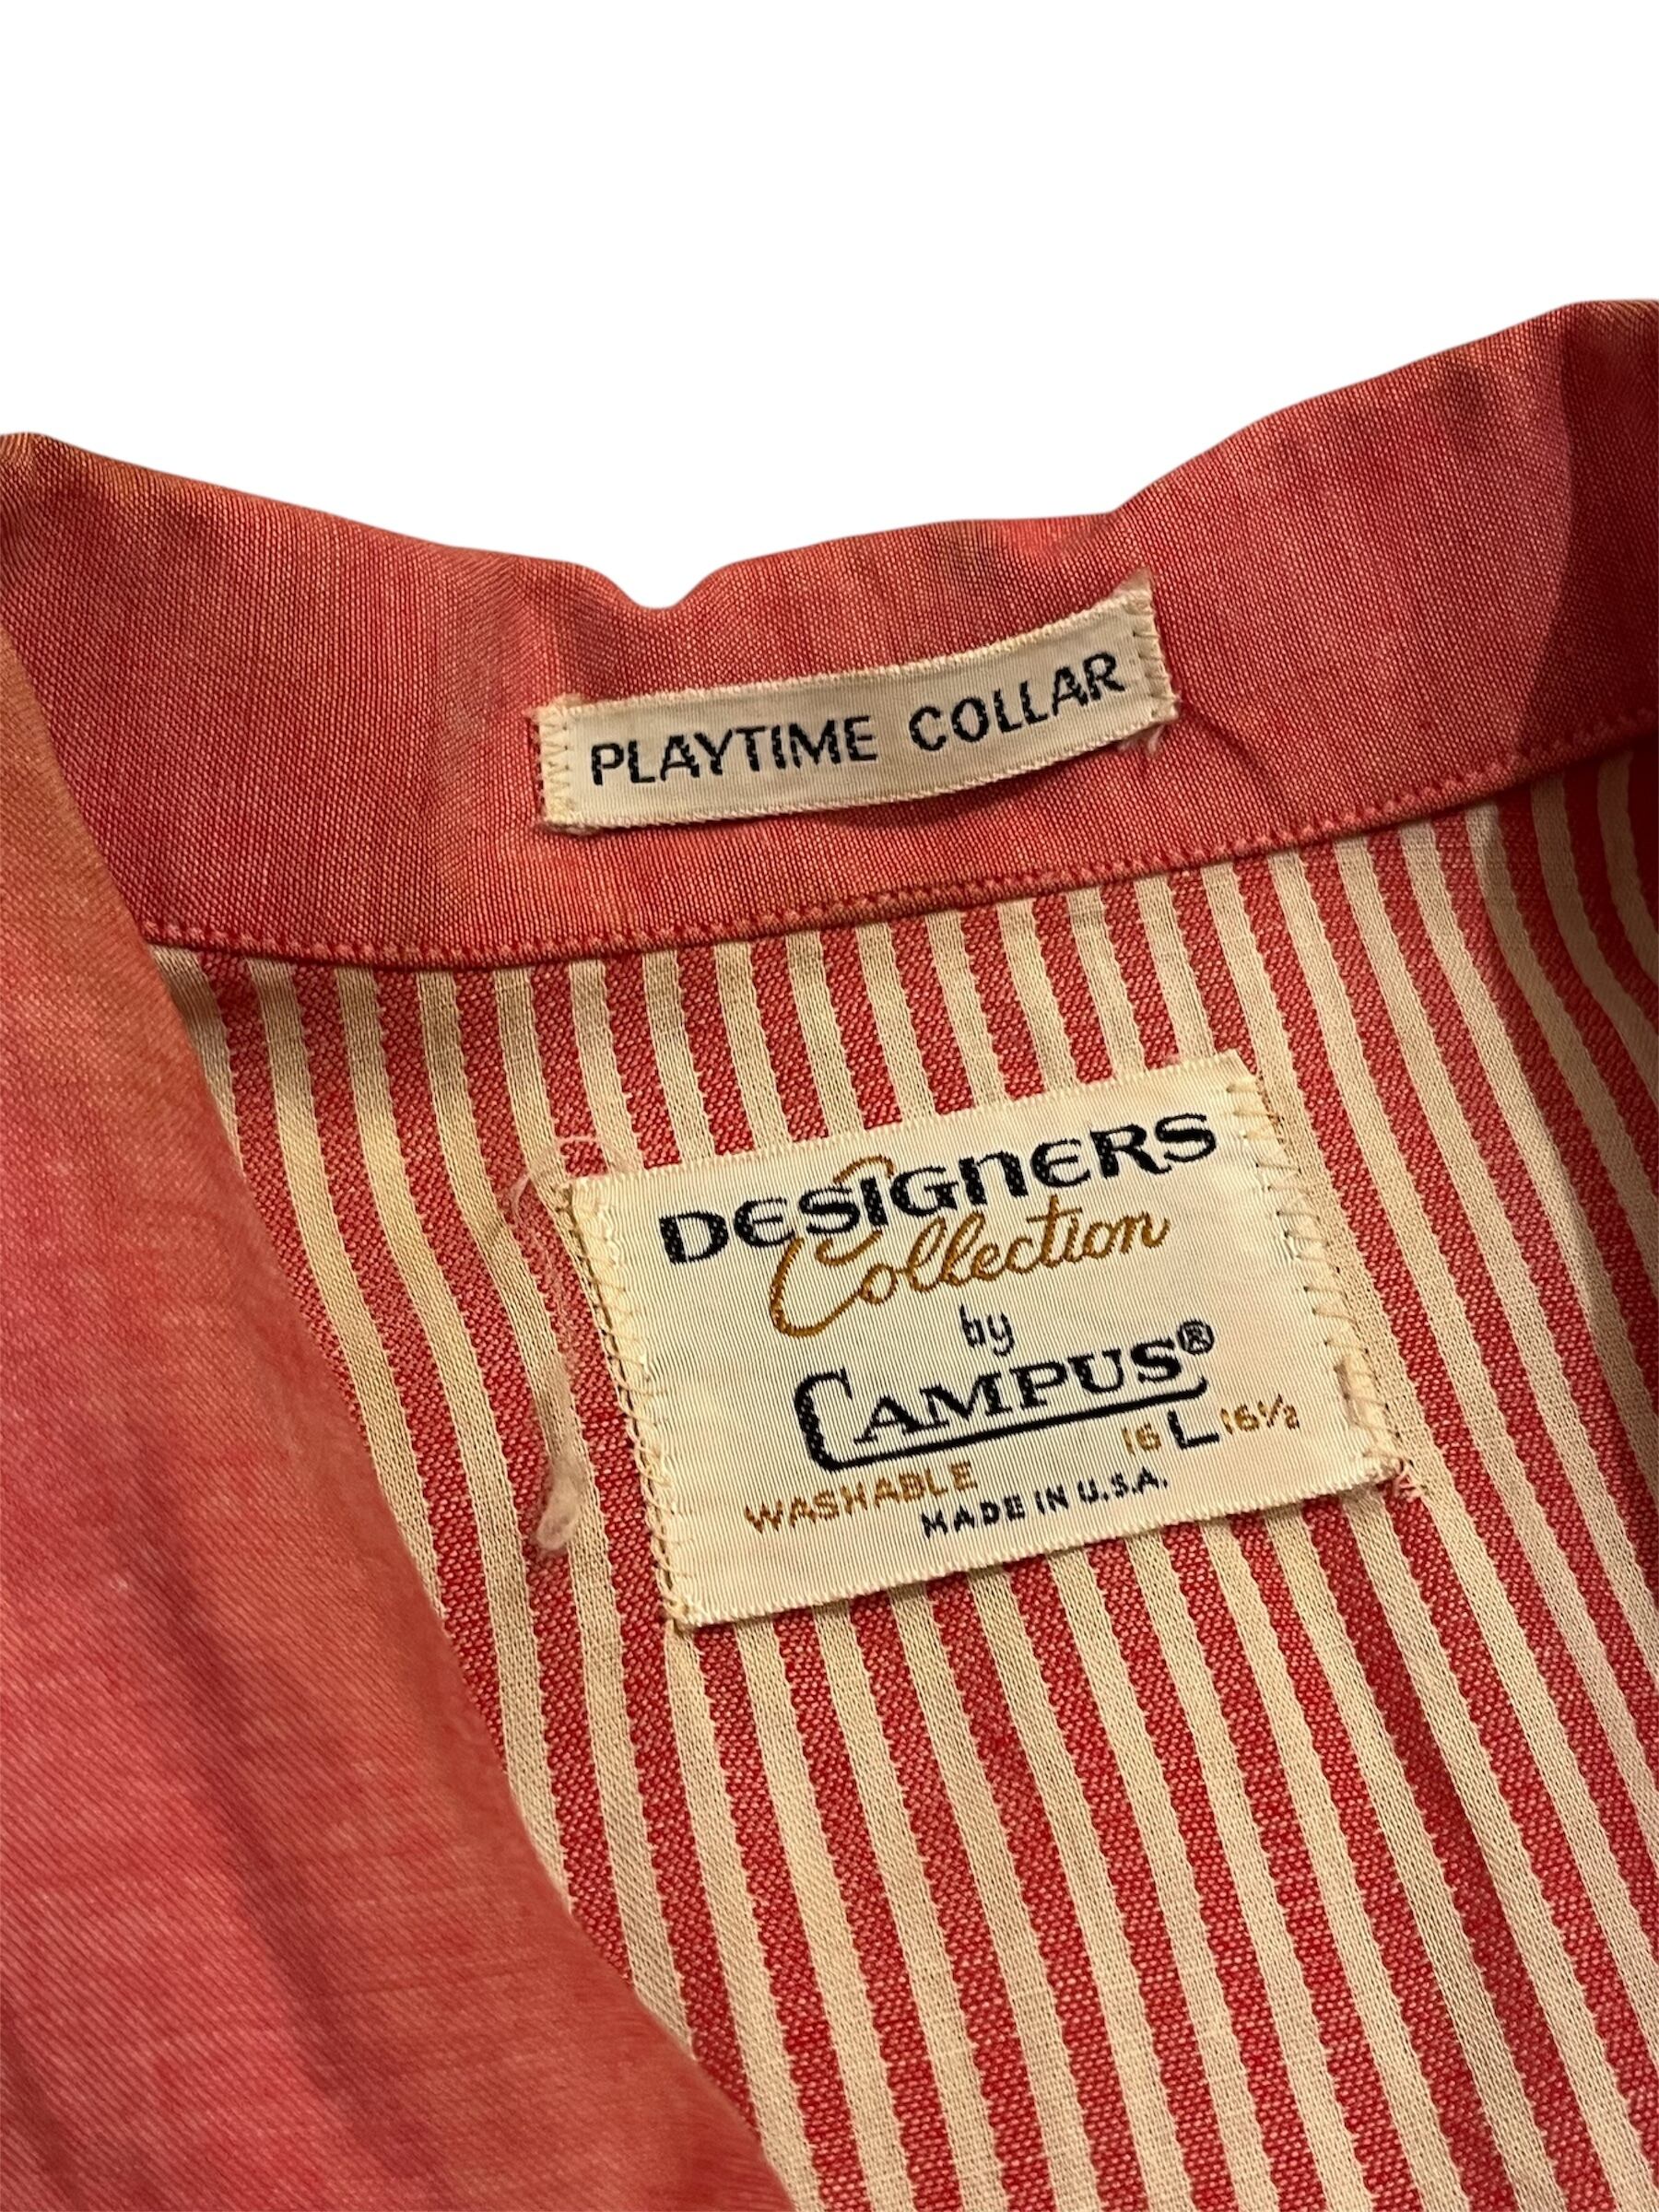 PLAYTIME COLLAR
DESIGNERS
Collection
by
CAMPUS®
16 L 16½
WASHABLE
MADE IN U.S.A.